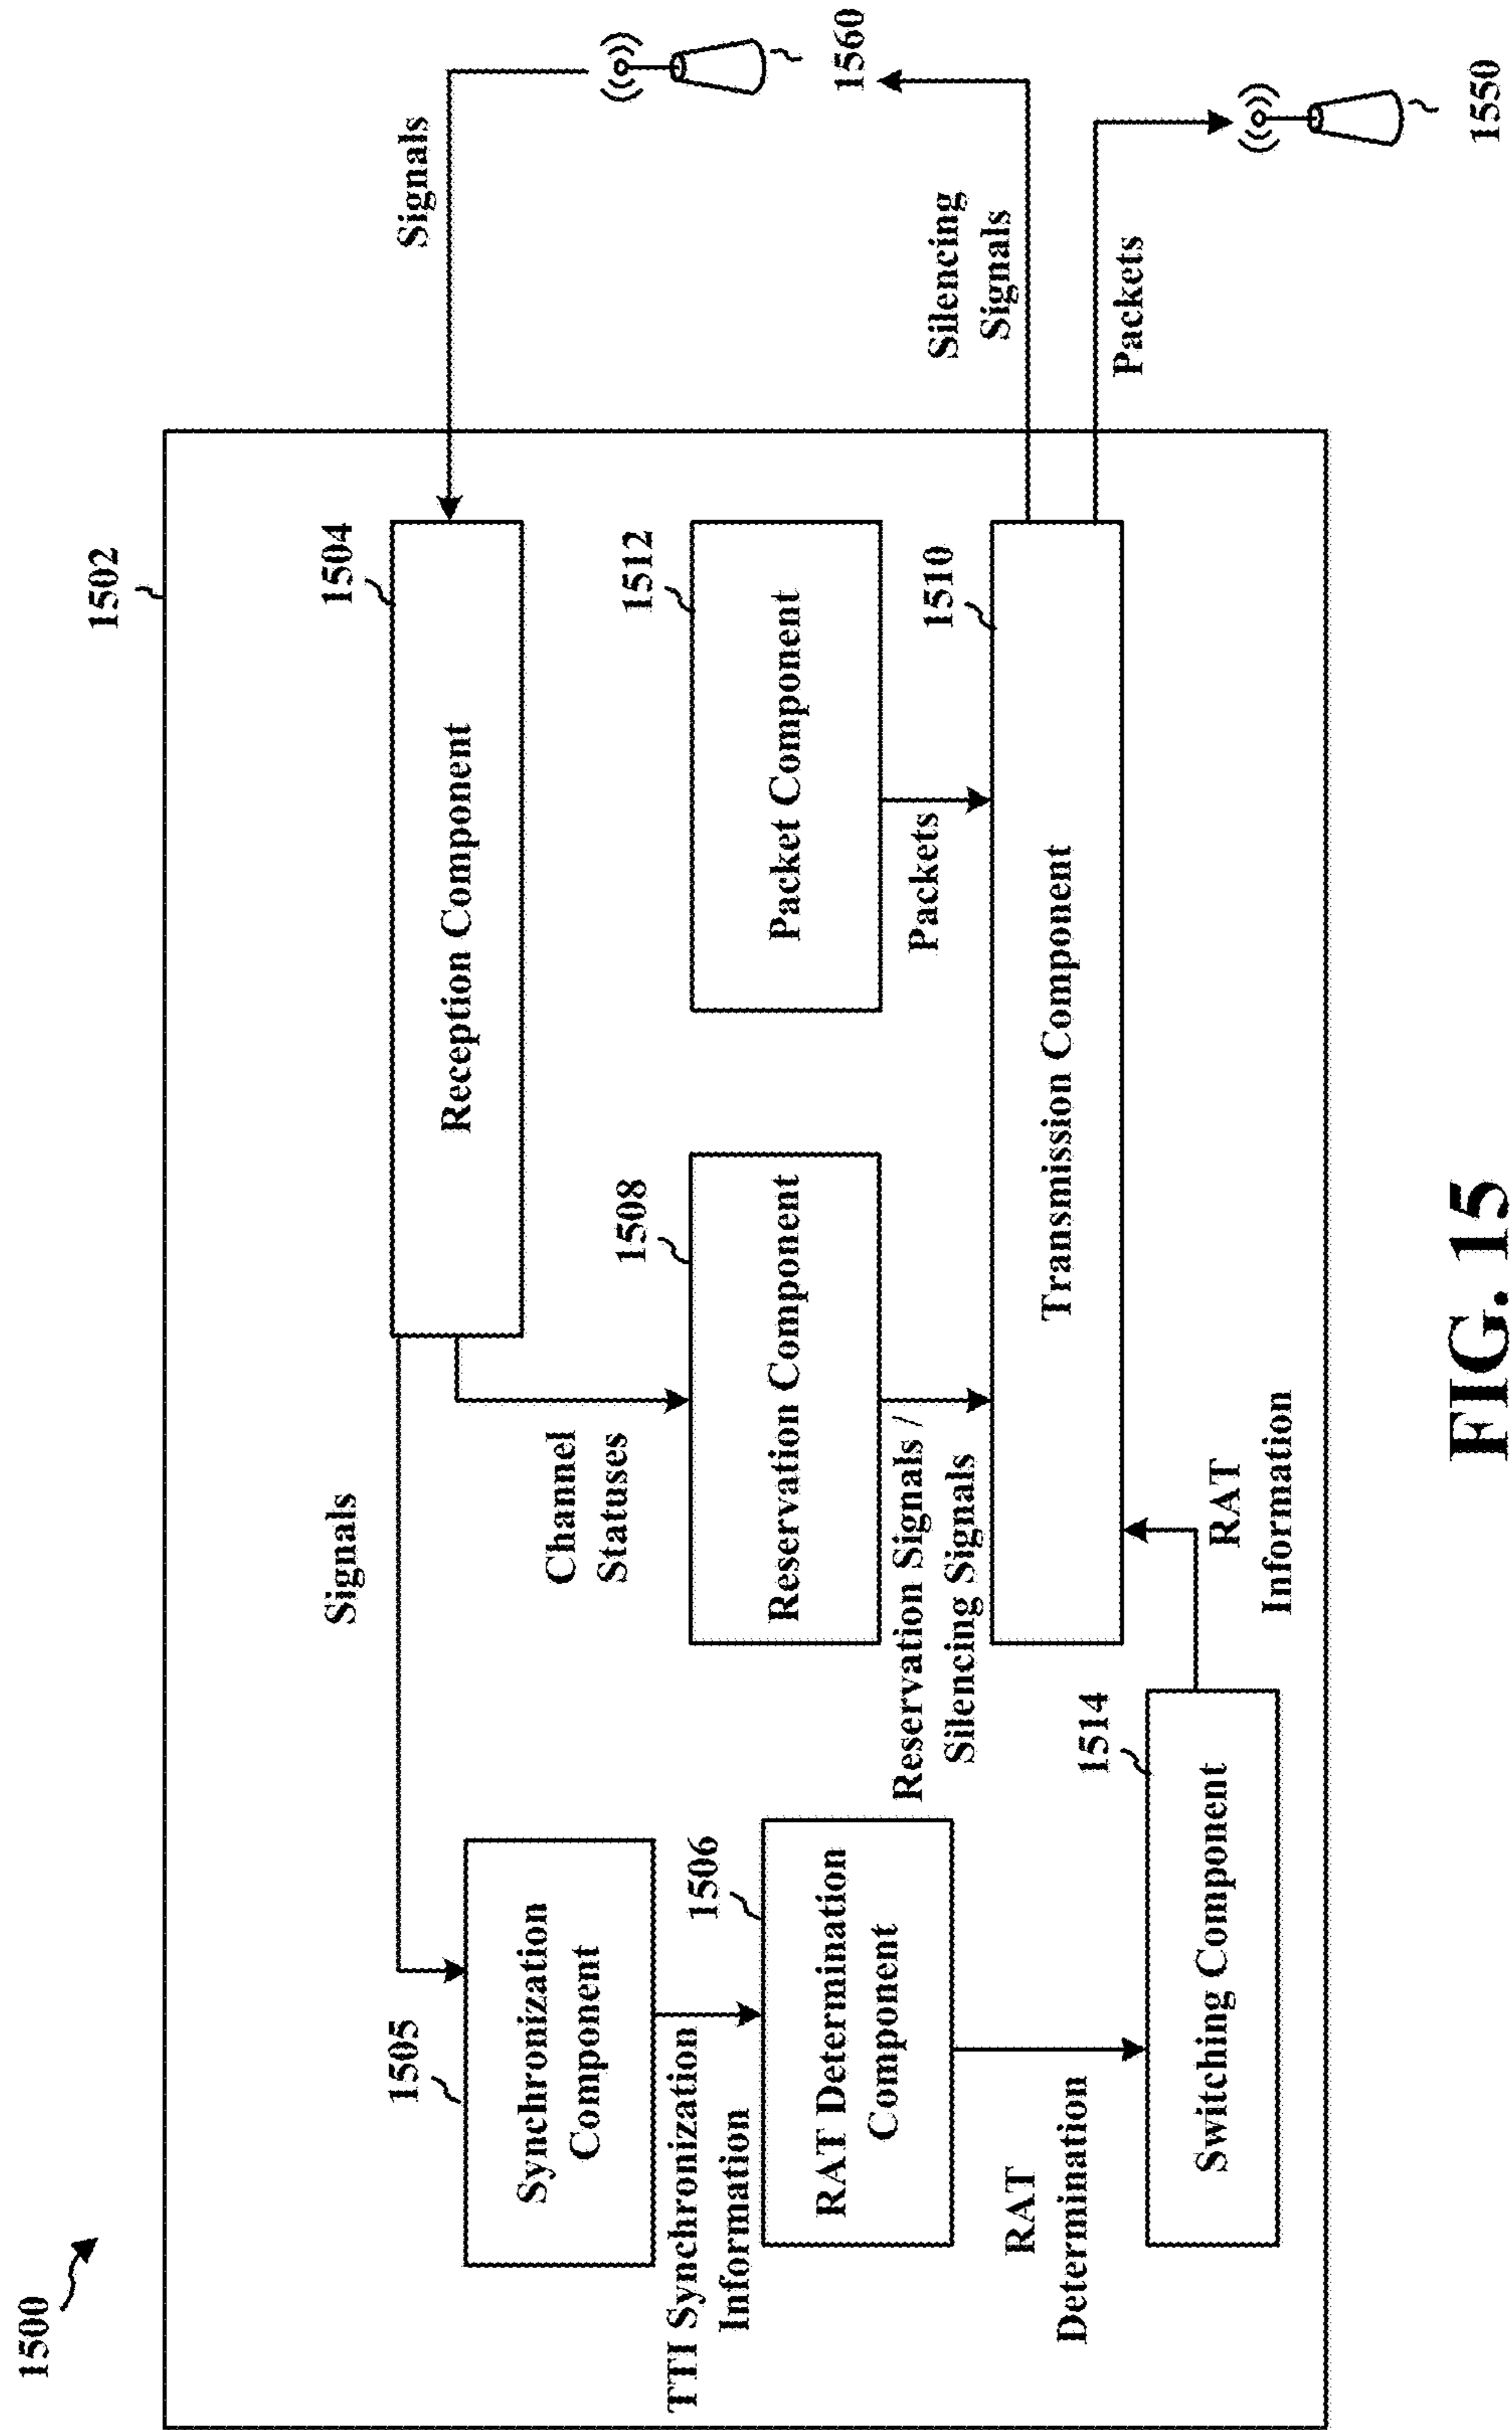 1500
1502
Signals
1504
Reception Component
Signals
1560
1505
Synchronization
Component
Channel
Statuses
1508
Reservation Component
1512
Packet Component
TTI Synchronization
Information
1506
RAT Determination
Component
Reservation Signals /
Silencing Signals
Packets
1510
Transmission Component
Silencing
Signals
Packets
1550
RAT
Determination
1514
Switching Component
RAT
Information
FIG. 15